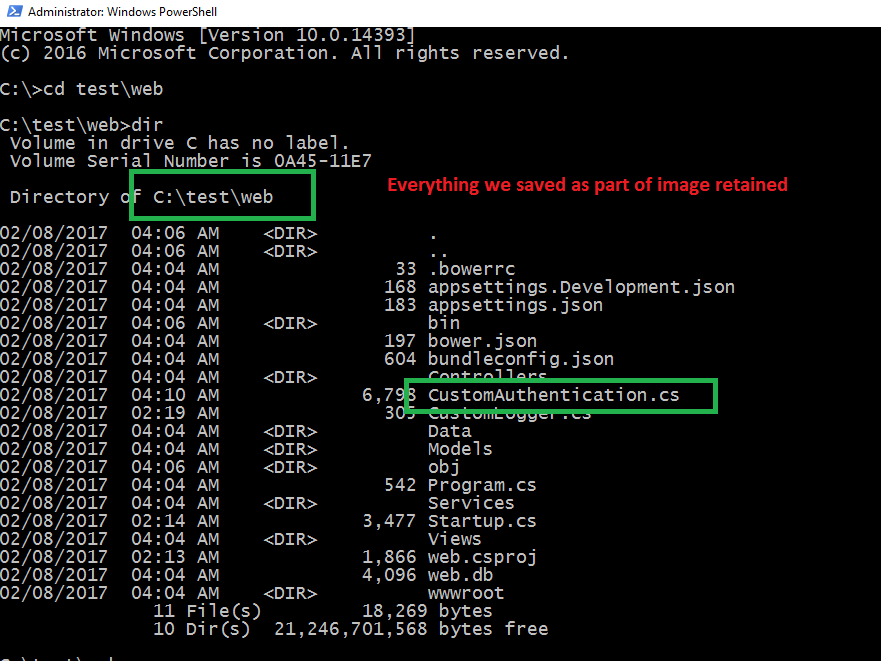 Administrator: Windows PowerShell
Microsoft Windows [Version 10.0.14393]
(c) 2016 Microsoft Corporation. All rights reserved.
C:\>cd test\web
C:\test\web>dir
 Volume in drive C has no label.
 Volume Serial Number is 0A45-11E7
 Directory of C:\test\web
Everything we saved as part of image retained
02/08/2017  04:06 AM    <DIR>          .
02/08/2017  04:06 AM    <DIR>          ..
02/08/2017  04:04 AM                33 .bowerrc
02/08/2017  04:04 AM               168 appsettings.Development.json
02/08/2017  04:04 AM               183 appsettings.json
02/08/2017  04:06 AM    <DIR>          bin
02/08/2017  04:04 AM               197 bower.json
02/08/2017  04:04 AM               604 bundleconfig.json
02/08/2017  04:04 AM    <DIR>          Controllers
02/08/2017  04:10 AM             6,798 CustomAuthentication.cs
02/08/2017  02:19 AM               305 CustomLogger.cs
02/08/2017  04:04 AM    <DIR>          Data
02/08/2017  04:04 AM    <DIR>          Models
02/08/2017  04:06 AM    <DIR>          obj
02/08/2017  04:04 AM               542 Program.cs
02/08/2017  04:04 AM    <DIR>          Services
02/08/2017  02:14 AM             3,477 Startup.cs
02/08/2017  04:04 AM    <DIR>          Views
02/08/2017  02:13 AM             1,866 web.csproj
02/08/2017  04:04 AM             4,096 web.db
02/08/2017  04:04 AM    <DIR>          wwwroot
              11 File(s)         18,269 bytes
              10 Dir(s)  21,246,701,568 bytes free